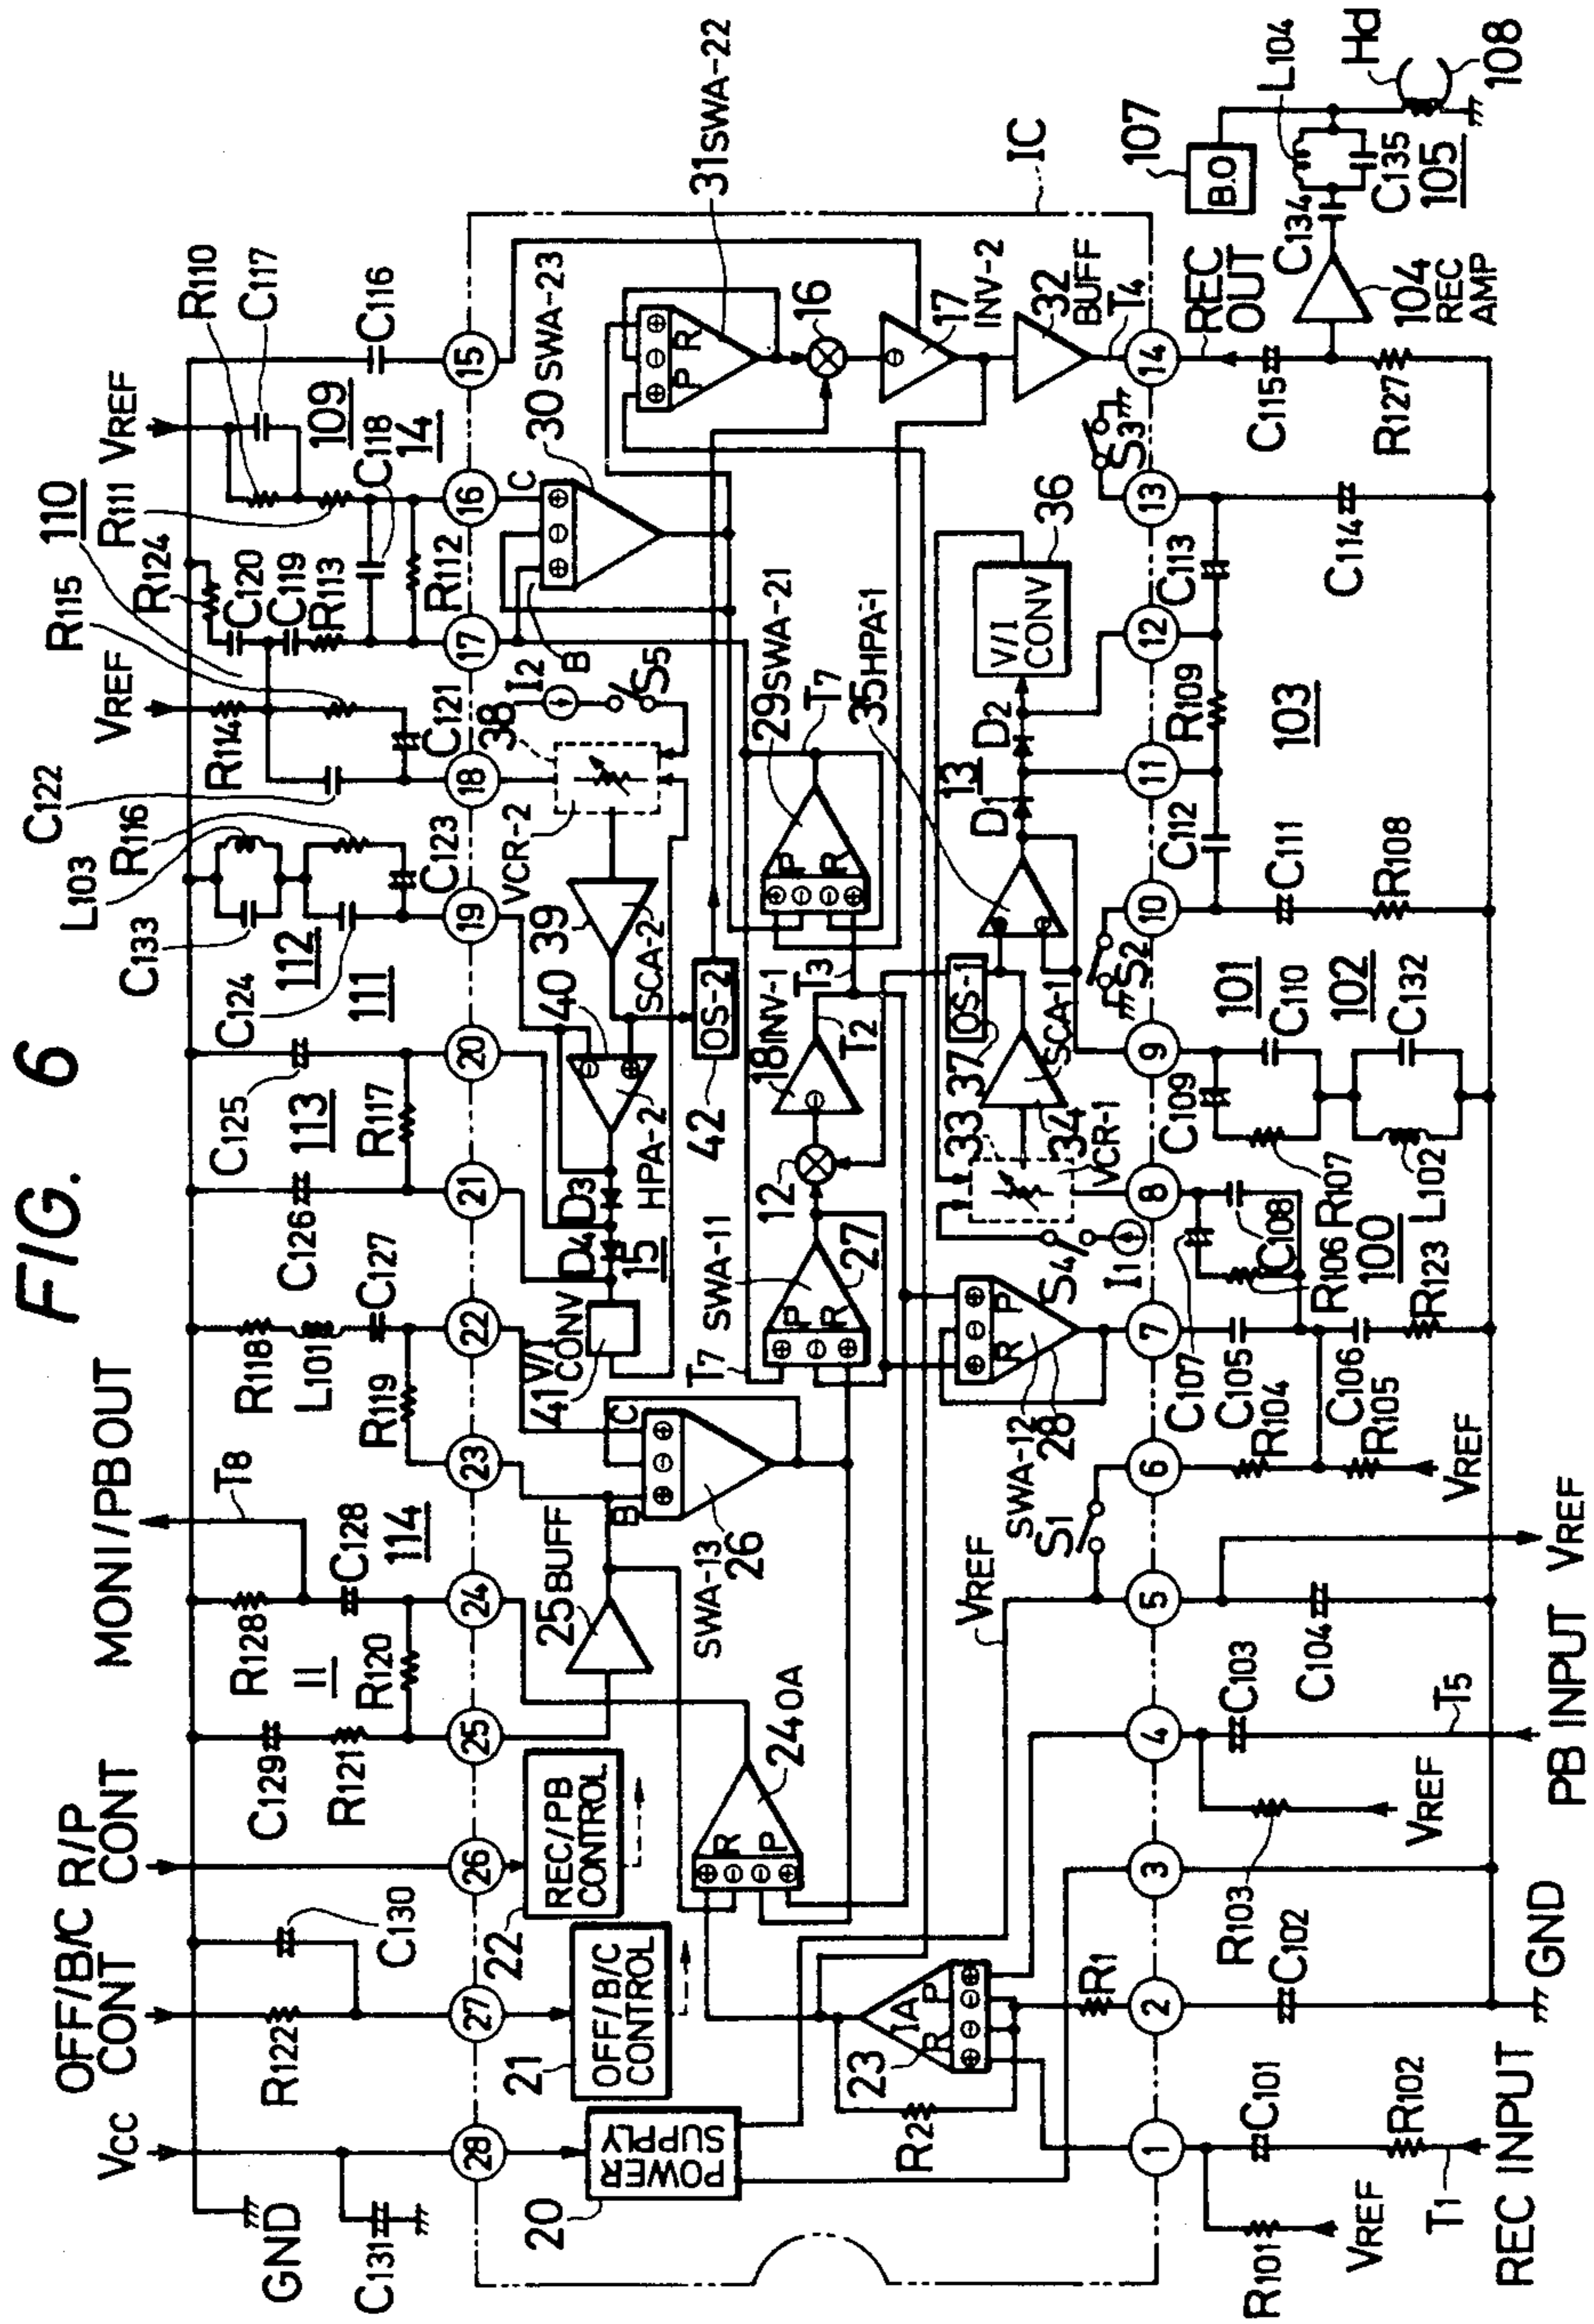 FIG. 6
VCC
OFF/B/C
CONT
R/P
CONT
MONI/PBOUT
T8
VREF
VREF
GND
C131
R122
C130
C129
R121
11
R128
R120
C128
114
R118
L101
C127
R119
C126
113
C125
R117
C133
L103
112
C124
111
R116
C123
C122
R114
C121
R115
110
R124
C120
C119
R113
R111
R112
C118
14
109
R110
C117
C116
28
27
26
25
24
23
22
21
20
19
18
17
16
15
20
POWER
SUPPLY
21
OFF/B/C
CONTROL
22
REC/PB
CONTROL
25 BUFF
B
C
SWA-13
26
41
V/I
CONV
D4
15
D3
HPA-2
40
39
SCA-2
VCR-2
38
I2
S5
B
C
30 SWA-23
IC
24 OA
R
P
42
OS-2
T7
SWA-11
P
R
27
12
18 INV-1
T2
T3
29 SWA-21
P
R
T7
31 SWA-22
P
R
16
17
INV-2
32
BUFF
T4
23
IA
R
P
R1
R2
VREF
SWA-12
28
R
P
S1
S4
I1
33
VCR-1
34
SCA-1
37
OS-1
35 HPA-1
D1
13
D2
V/I
CONV
36
S2
S3
1
2
3
4
5
6
7
8
9
10
11
12
13
14
R101
VREF
C101
R102
T1
REC INPUT
C102
GND
R103
VREF
C103
T5
PB INPUT
C104
VREF
R104
R105
VREF
C107
C105
C106
R106
C108
100
R123
R107
L102
C109
101
C110
102
C132
C111
R108
C112
R109
103
C113
C114
C115
R127
REC
OUT
104
REC
AMP
C134
C135
105
L104
107
B.O
Hd
108